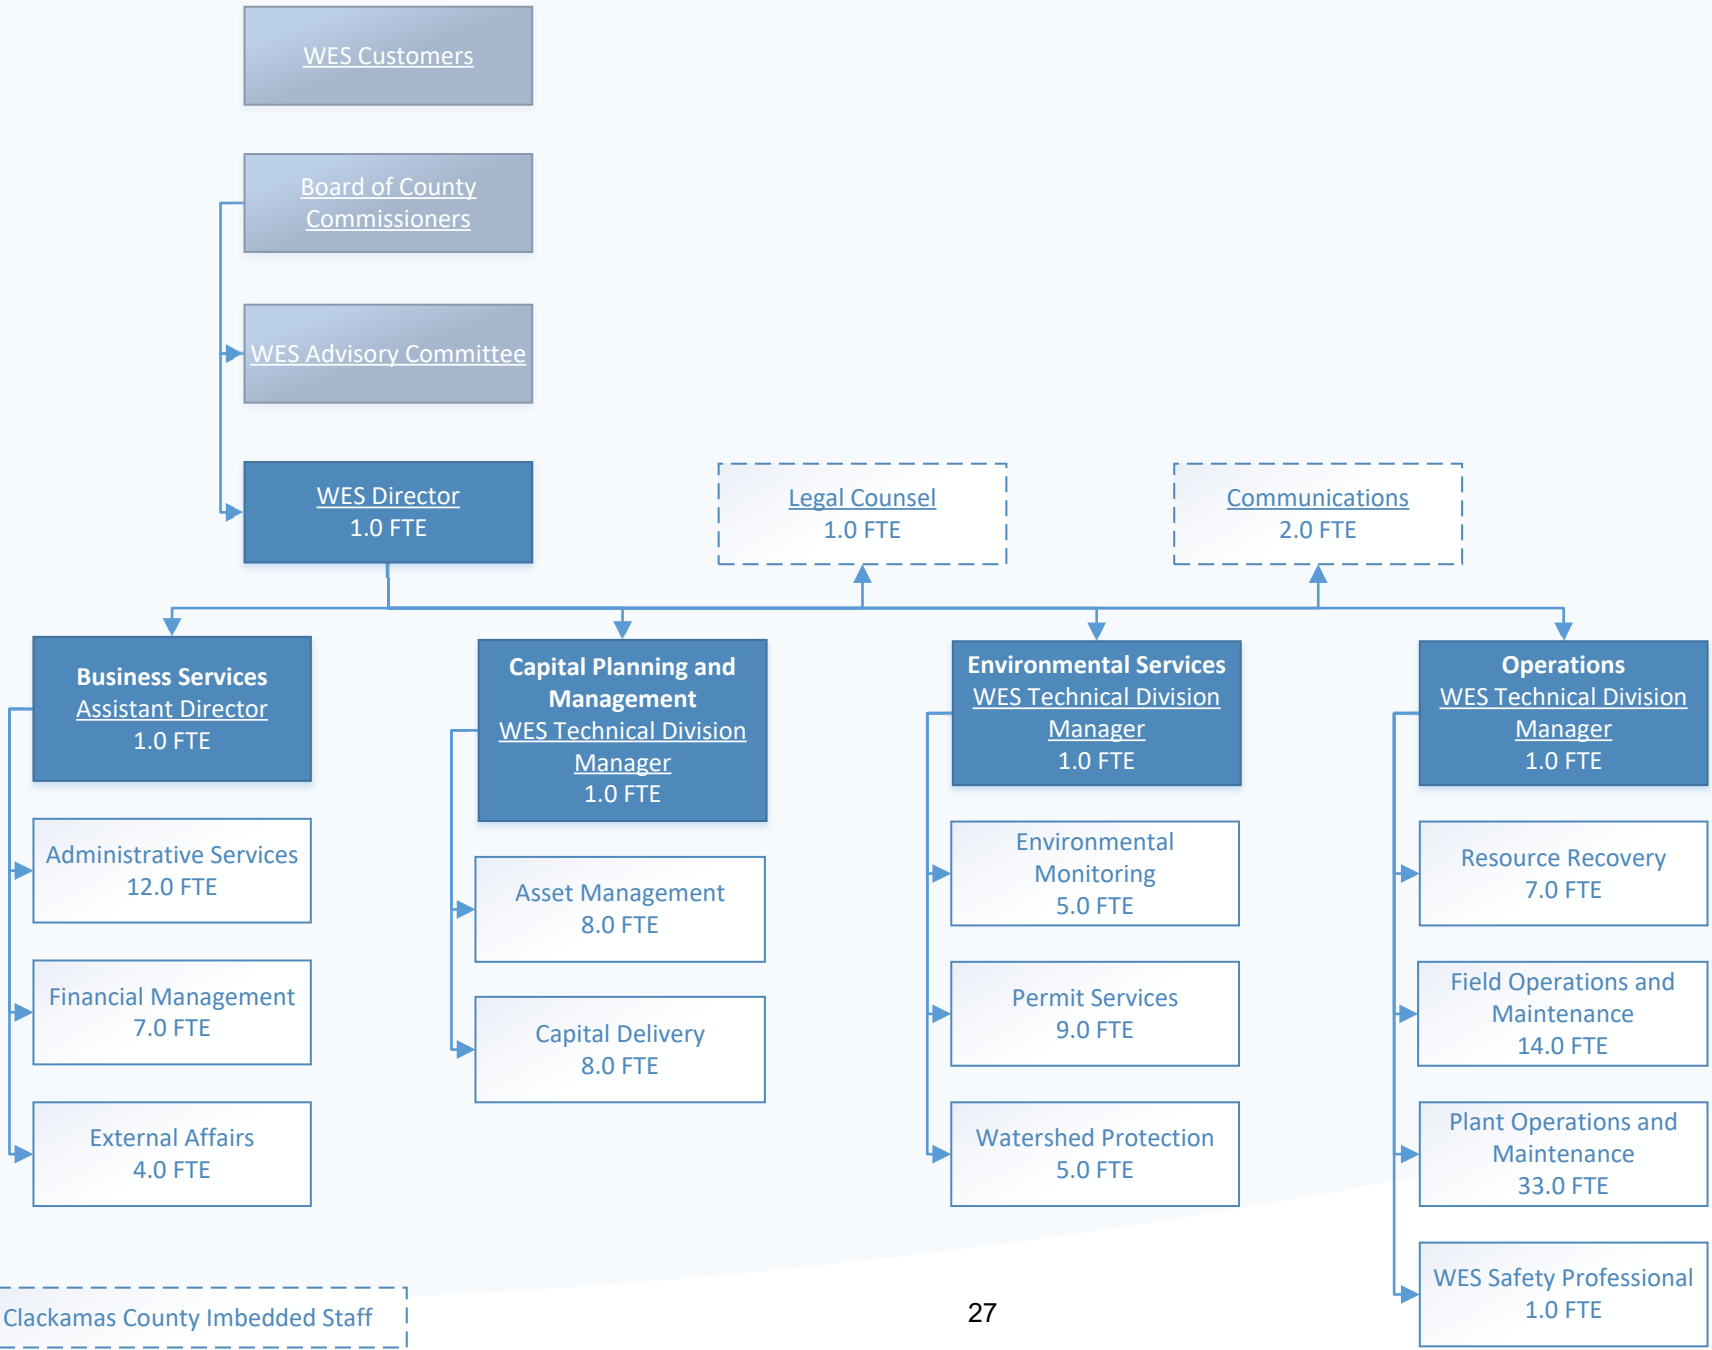 WES Customers
Board of County
Commissioners
WES Advisory Committee
WES Director
1.0 FTE
Legal Counsel
1.0 FTE
Communications
2.0 FTE
Business Services
Assistant Director
1.0 FTE
Administrative Services
12.0 FTE
Financial Management
7.0 FTE
External Affairs
4.0 FTE
Capital Planning and
Management
WES Technical Division
Manager
1.0 FTE
Asset Management
8.0 FTE
Capital Delivery
8.0 FTE
Environmental Services
WES Technical Division
Manager
1.0 FTE
Environmental
Monitoring
5.0 FTE
Permit Services
9.0 FTE
Watershed Protection
5.0 FTE
Operations
WES Technical Division
Manager
1.0 FTE
Resource Recovery
7.0 FTE
Field Operations and
Maintenance
14.0 FTE
Plant Operations and
Maintenance
33.0 FTE
WES Safety Professional
1.0 FTE
Clackamas County Imbedded Staff
27